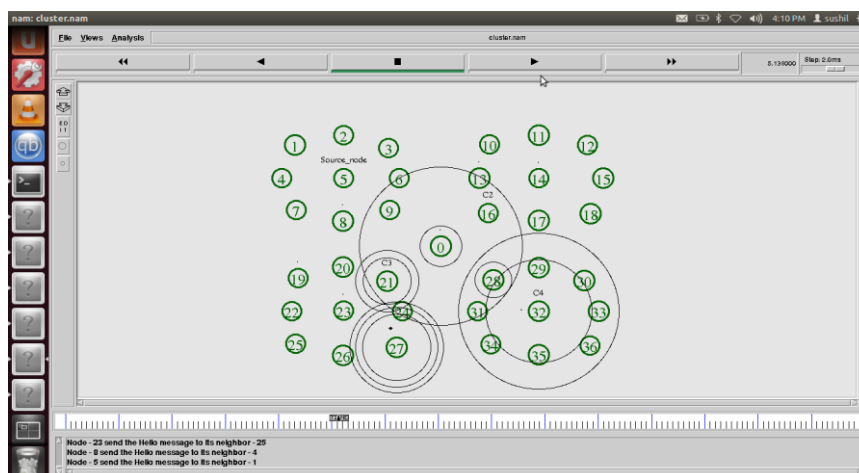 nam: cluster.nam
4:10 PM sushil
File Views Analysis
cluster.nam
5.138000
Step: 2.0ms
ED
IT
2
11
1
3
10
12
Source_node
4
5
6
13
14
15
C2
7
8
9
16
17
18
0
C3
19
20
21
28
29
30
C4
22
23
24
31
32
33
25
26
27
34
35
36
Node - 23 send the Hello message to its neighbor - 25
Node - 8 send the Hello message to its neighbor - 4
Node - 5 send the Hello message to its neighbor - 1